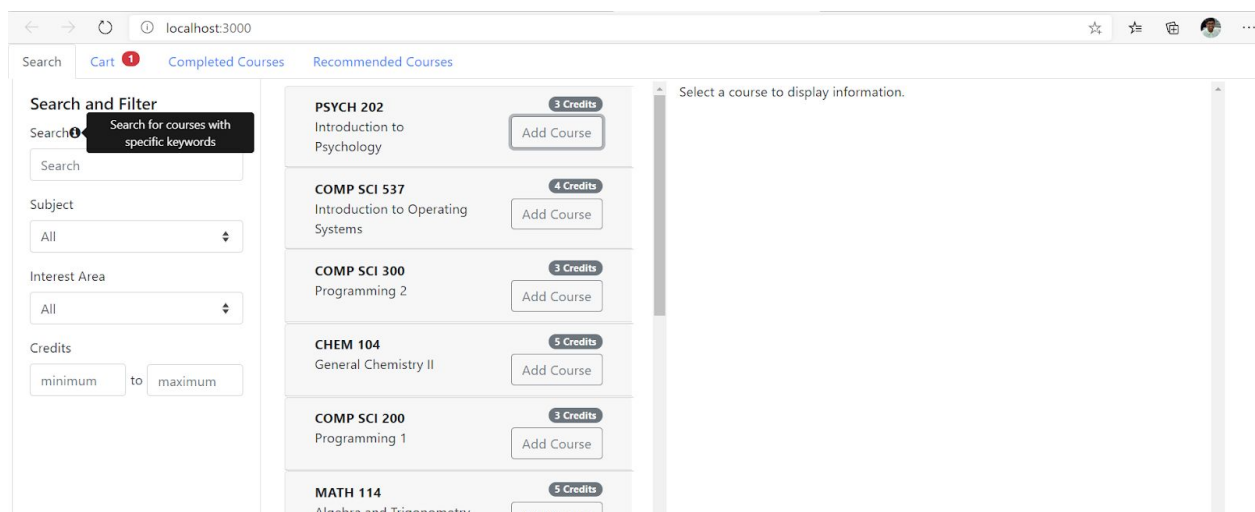 localhost:3000
Search
Cart 1
Completed Courses
Recommended Courses
Search and Filter
Search
Search for courses with
specific keywords
Search
Subject
All
Interest Area
All
Credits
minimum to maximum
PSYCH 202
3 Credits
Introduction to
Psychology
Add Course
COMP SCI 537
4 Credits
Introduction to Operating
Systems
Add Course
COMP SCI 300
3 Credits
Programming 2
Add Course
CHEM 104
5 Credits
General Chemistry II
Add Course
COMP SCI 200
3 Credits
Programming 1
Add Course
MATH 114
5 Credits
Algebra and Trigonometry
Select a course to display information.